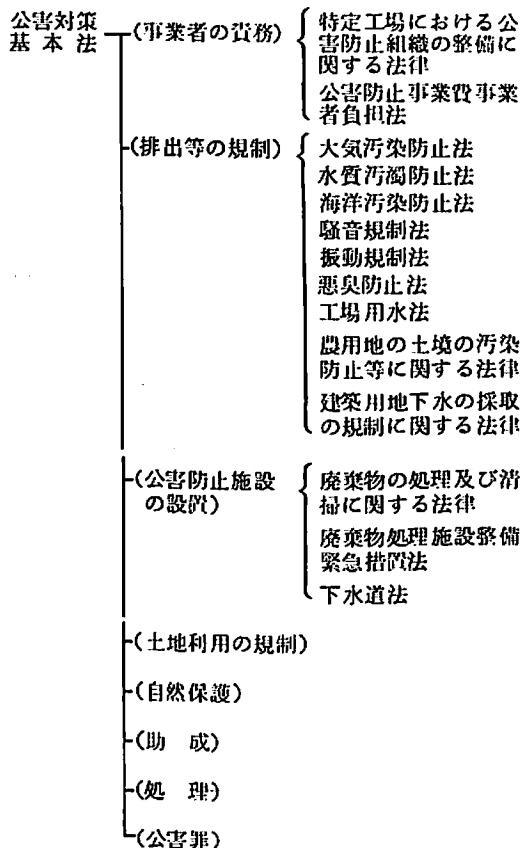 公害対策
基本法
(事業者の責務)
特定工場における公
害防止組織の整備に
関する法律
公害防止事業費事業
者負担法
(排出等の規制)
大気汚染防止法
水質汚濁防止法
海洋汚染防止法
騒音規制法
振動規制法
悪臭防止法
工場用水法
農用地の土壌の汚染
防止等に関する法律
建築用地下水の採取
の規制に関する法律
(公害防止施設
の設置)
廃棄物の処理及び清
掃に関する法律
廃棄物処理施設整備
緊急措置法
下水道法
(土地利用の規制)
(自然保護)
(助 成)
(処 理)
(公害罪)